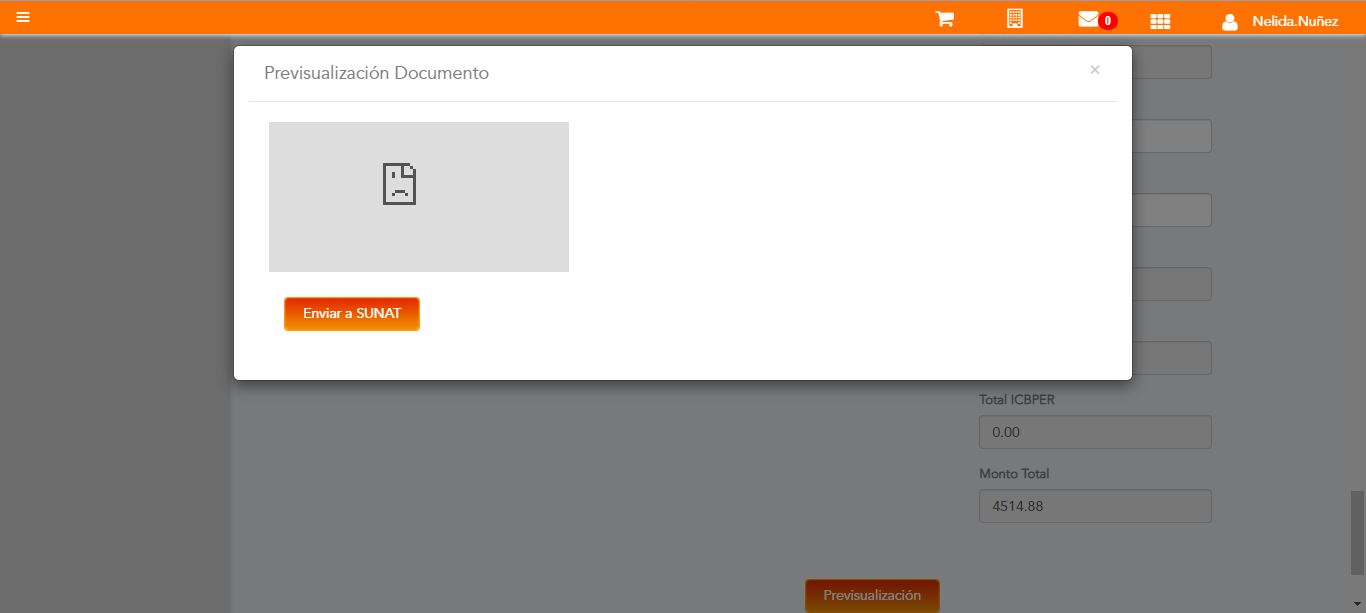 0
Nelida.Nuñez
Previsualización Documento
×
Enviar a SUNAT
Total ICBPER
0.00
Monto Total
4514.88
Previsualización